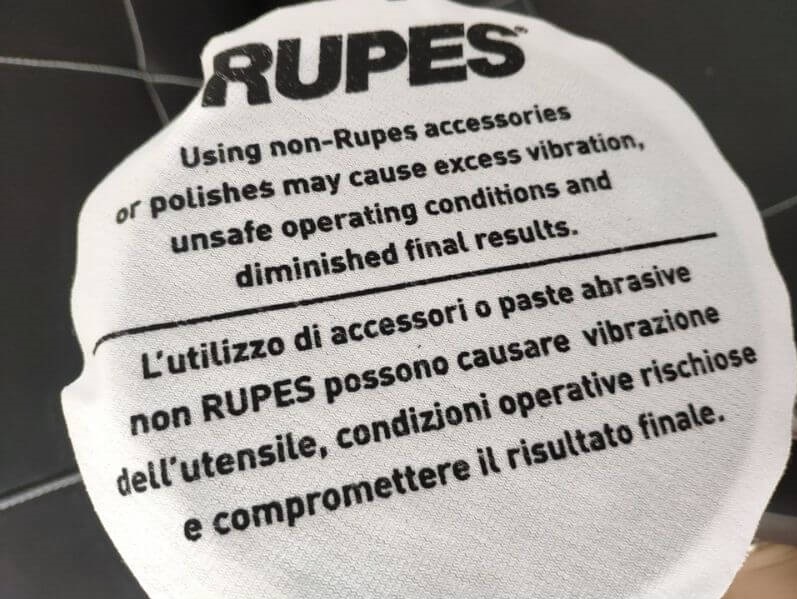 RUPES™
Using non-Rupes accessories
or polishes may cause excess vibration,
unsafe operating conditions and
diminished final results.
L'utilizzo di accessori o paste abrasive
non RUPES possono causare vibrazione
dell'utensile, condizioni operative rischiose
e compromettere il risultato finale.